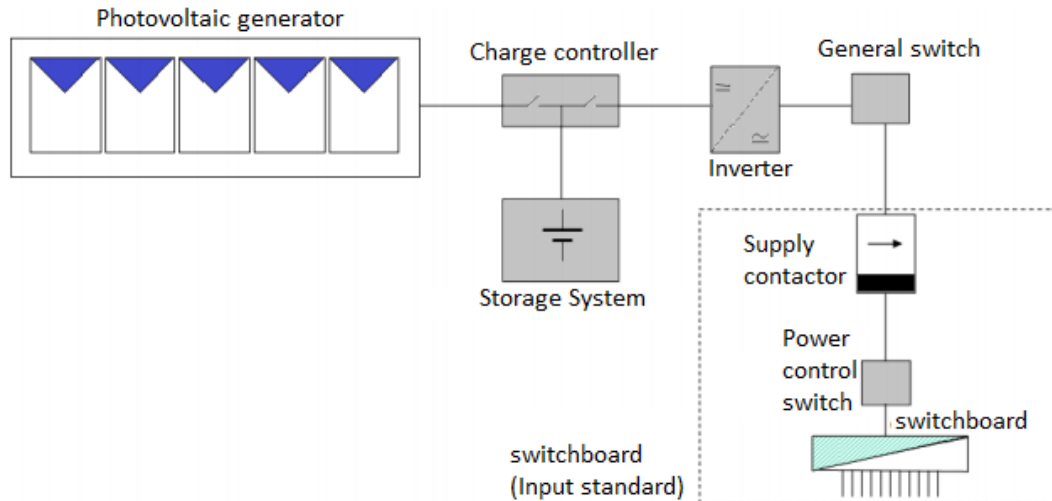 Photovoltaic generator
Charge controller
General switch
Inverter
Storage System
Supply
contactor
Power
control
switch
switchboard
switchboard
(Input standard)